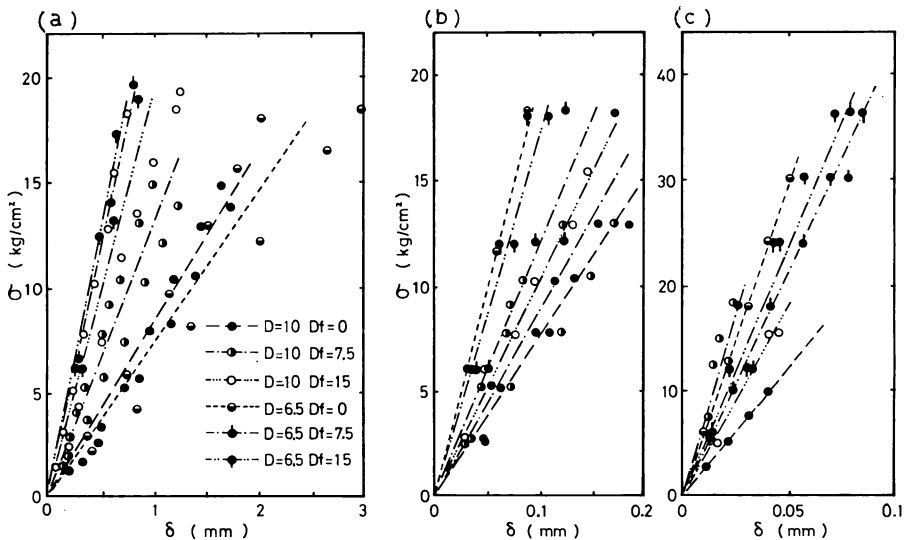 (a)
(b)
(c)
20
15
10
5
0
σ (kg/cm²)
D=10 Df=0
D=10 Df=7.5
D=10 Df=15
D=6.5 Df=0
D=6.5 Df=7.5
D=6.5 Df=15
0 1 2 3
δ (mm)
20
15
10
5
0
σ (kg/cm²)
0 0.1 0.2
δ (mm)
40
30
20
10
0
0 0.05 0.1
δ (mm)